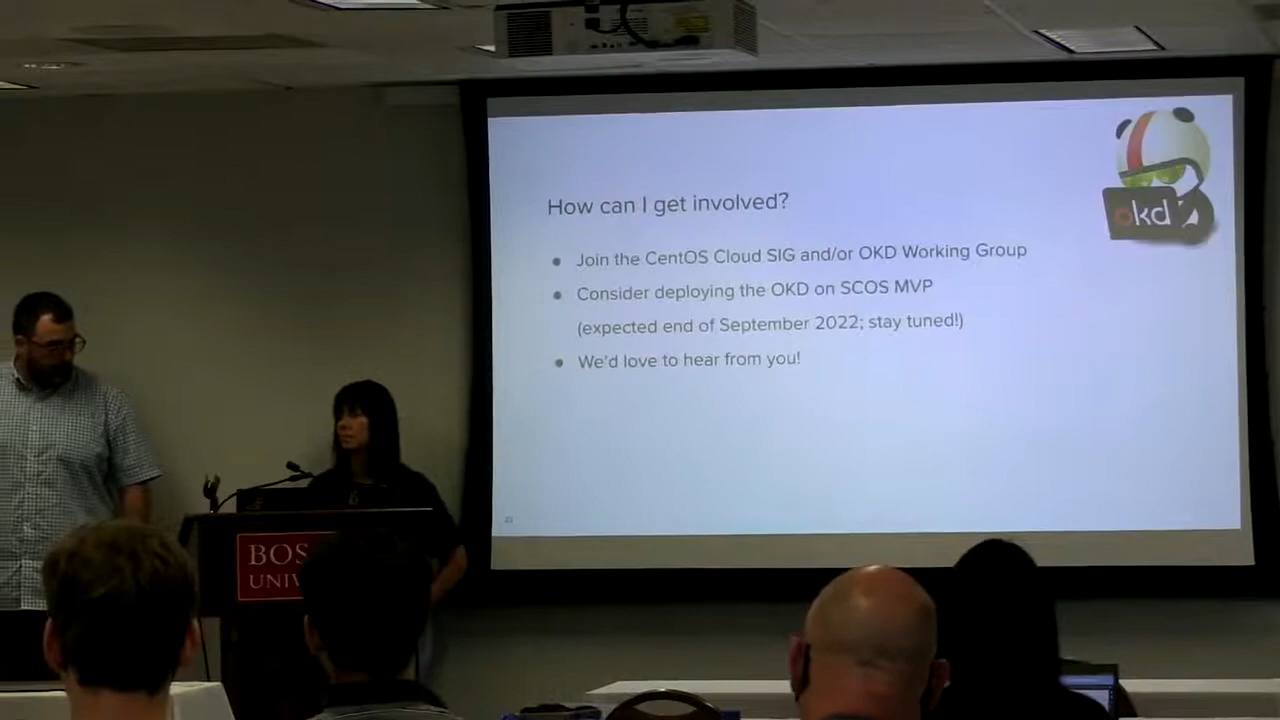 How can I get involved?
Join the CentOS Cloud SIG and/or OKD Working Group
Consider deploying the OKD on SCOS MVP
(expected end of September 2022; stay tuned!)
We'd love to hear from you!
okd
BOS
UNIV